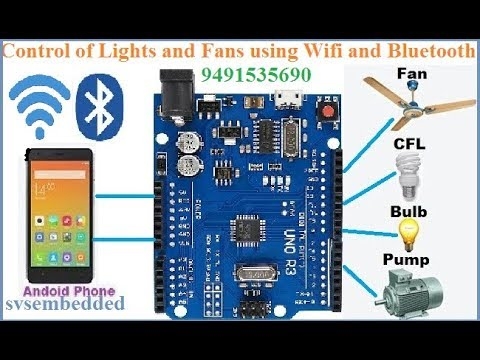 Control of Lights and Fans using Wifi and Bluetooth
9491535690
Fan
CFL
Bulb
Pump
Andoid Phone
svsembedded
UNO R3